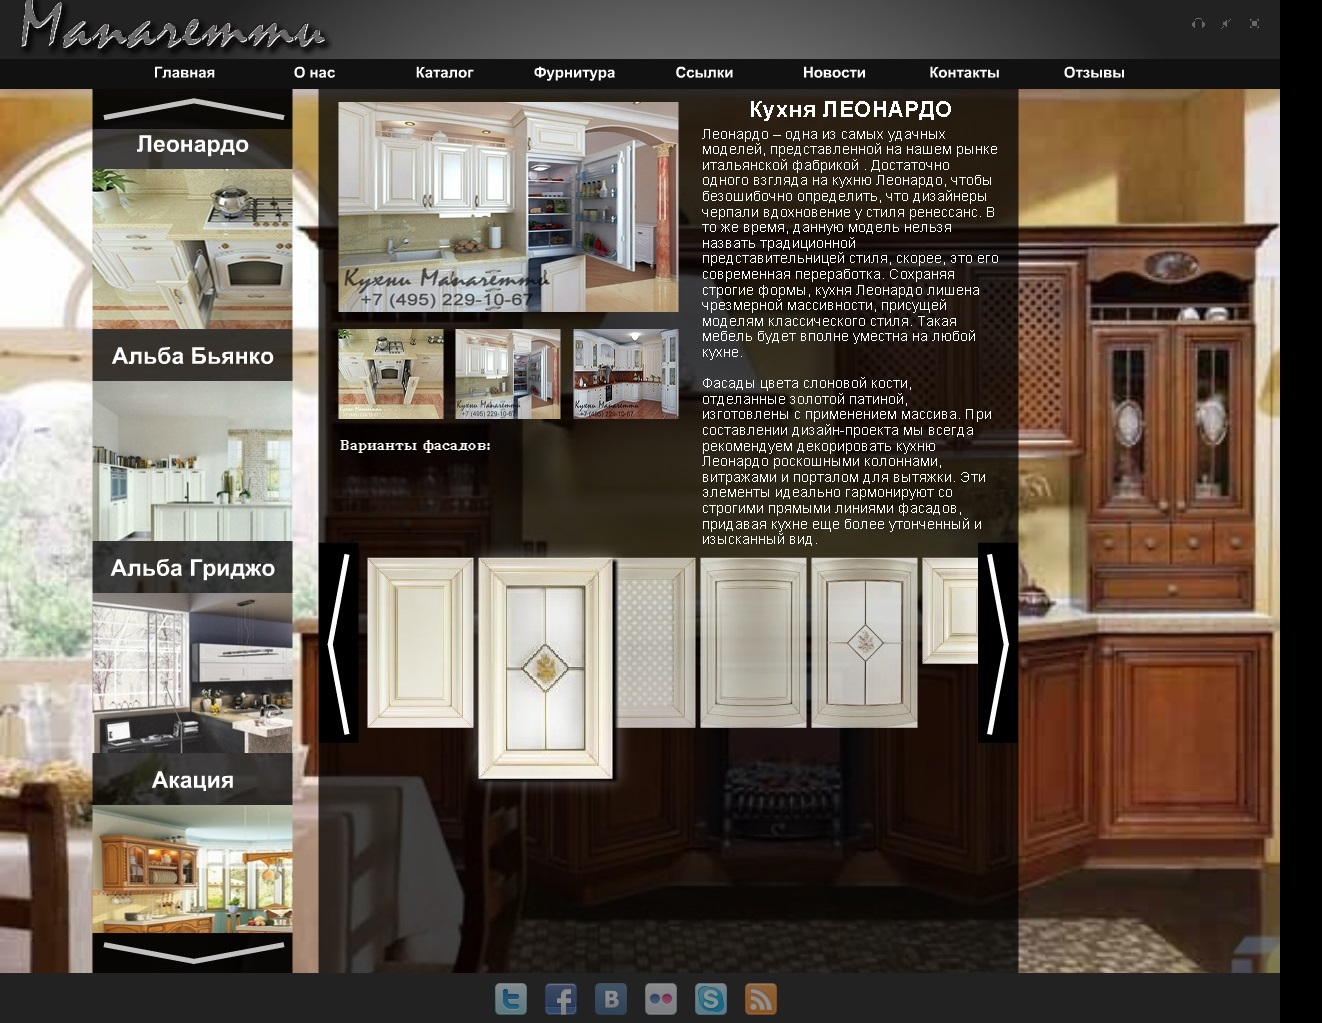 Манаretti
Главная
О нас
Каталог
Фурнитура
Ссылки
Новости
Контакты
Отзывы
Леонардо
Альба Бьянко
Альба Гриджо
Акация
Кухни Манаretti
+7 (495) 229-10-67
Варианты фасадов:
Кухня ЛЕОНАРДО
Леонардо – одна из самых удачных
моделей, представленной на нашем рынке
итальянской фабрикой . Достаточно
одного взгляда на кухню Леонардо, чтобы
безошибочно определить, что дизайнеры
черпали вдохновение у стиля ренессанс. В
то же время, данную модель нельзя
назвать традиционной
представительницей стиля, скорее, это его
современная переработка. Сохраняя
строгие формы, кухня Леонардо лишена
чрезмерной массивности, присущей
моделям классического стиля. Такая
мебель будет вполне уместна на любой
кухне.
Фасады цвета слоновой кости,
отделанные золотой патиной,
изготовлены с применением массива. При
составлении дизайн-проекта мы всегда
рекомендуем декорировать кухню
Леонардо роскошными колоннами,
витражами и порталом для вытяжки. Эти
элементы идеально гармонируют со
строгими прямыми линиями фасадов,
придавая кухне еще более утонченный и
изысканный вид.